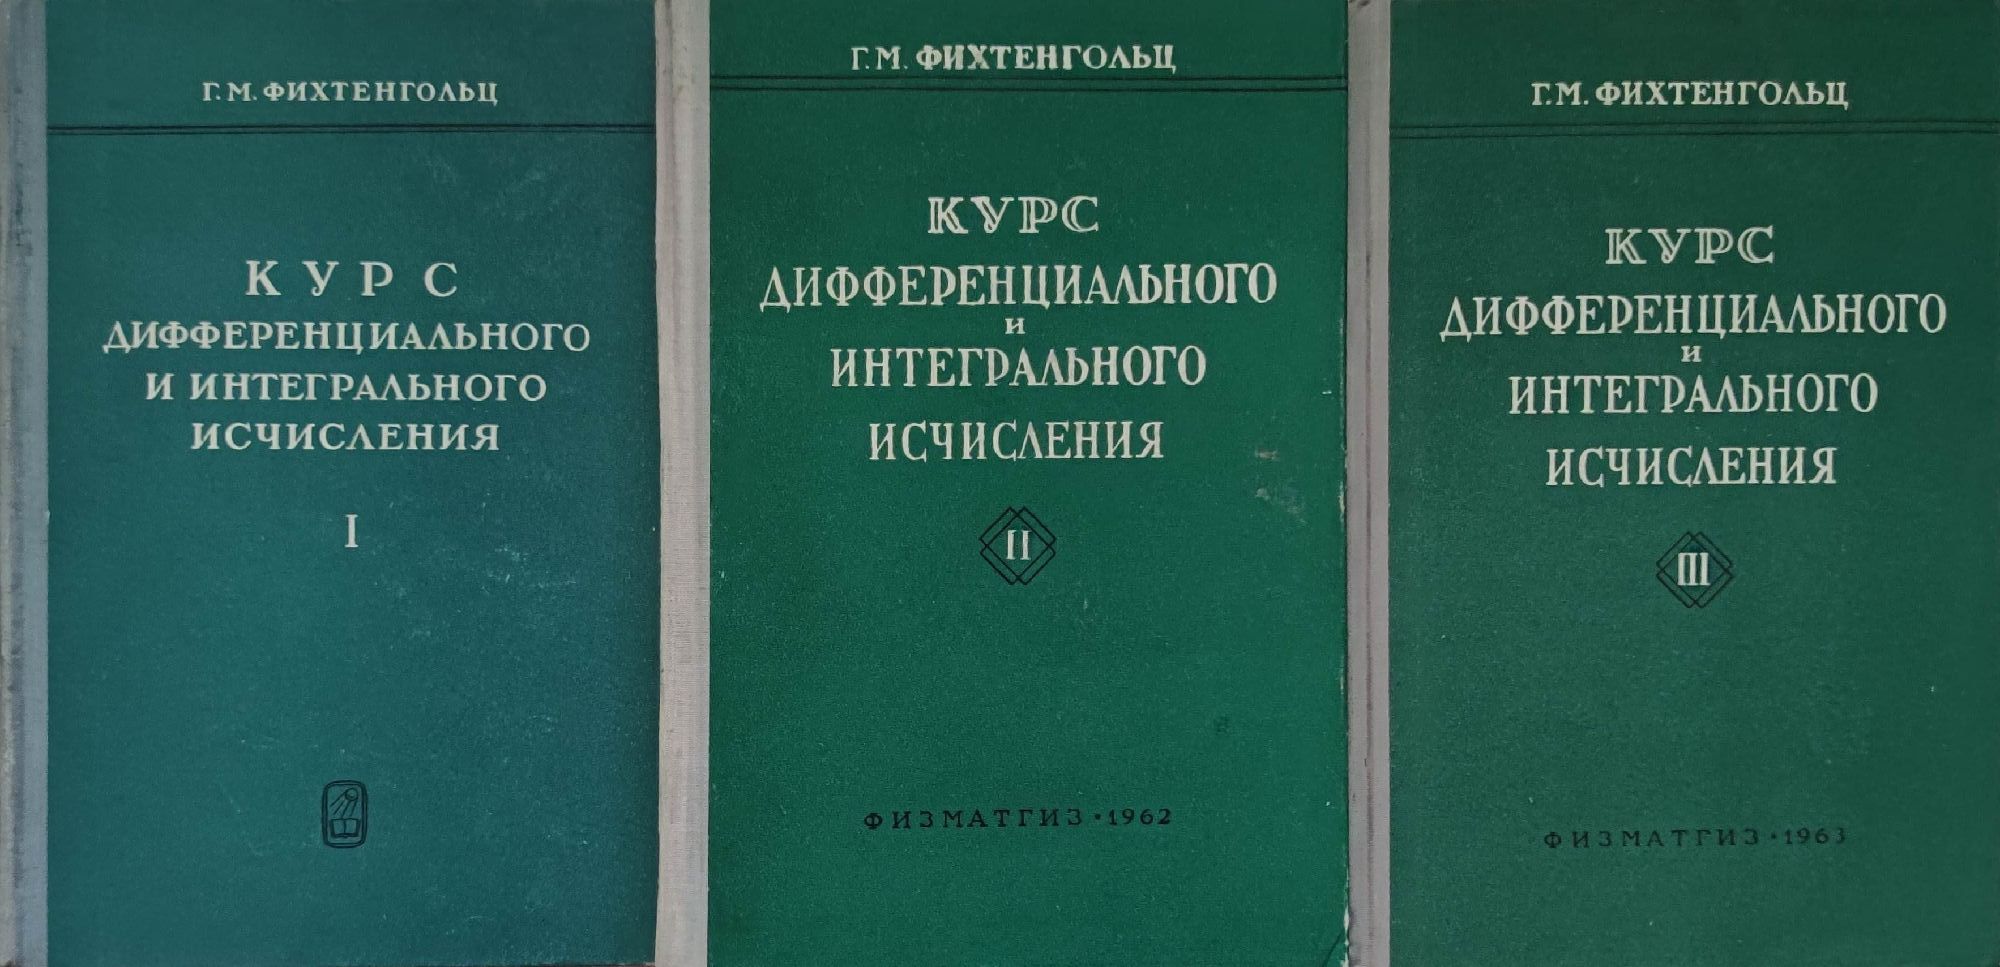 Г. М. ФИХТЕНГОЛЬЦ
КУРС
ДИФФЕРЕНЦИАЛЬНОГО
И ИНТЕГРАЛЬНОГО
ИСЧИСЛЕНИЯ
I
Г. М. ФИХТЕНГОЛЬЦ
КУРС
ДИФФЕРЕНЦИАЛЬНОГО
И
ИНТЕГРАЛЬНОГО
ИСЧИСЛЕНИЯ
II
ФИЗМАТГИЗ • 1962
Г. М. ФИХТЕНГОЛЬЦ
КУРС
ДИФФЕРЕНЦИАЛЬНОГО
И
ИНТЕГРАЛЬНОГО
ИСЧИСЛЕНИЯ
III
ФИЗМАТГИЗ • 1963